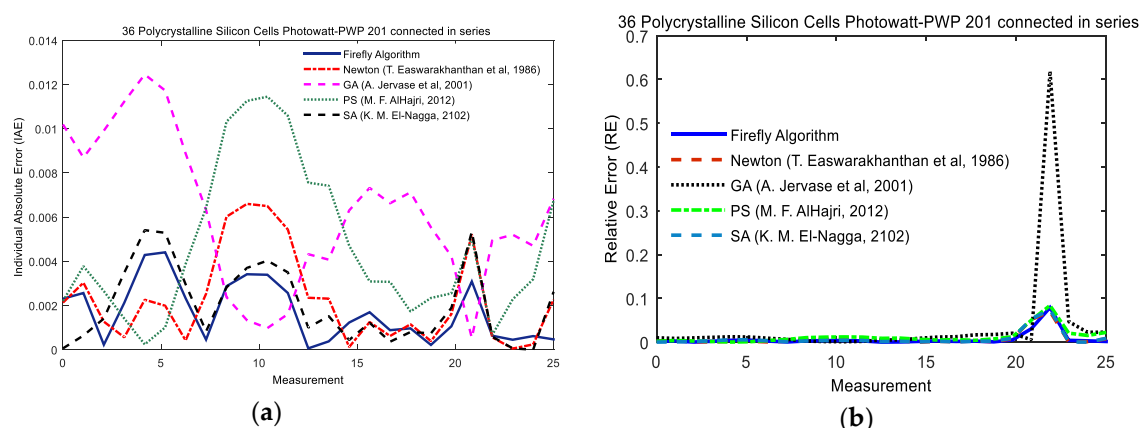 36 Polycrystalline Silicon Cells Photowatt-PWP 201 connected in series
0.014
0.012
0.01
0.008
0.006
0.004
0.002
0
Individual Absolute Error (IAE)
Firefly Algorithm
Newton (T. Easwarakhanthan et al, 1986)
GA (A. Jervase et al, 2001)
PS (M. F. AlHajri, 2012)
SA (K. M. El-Nagga, 2102)
0 5 10 15 20 25
Measurement
(a)
36 Polycrystalline Silicon Cells Photowatt-PWP 201 connected in series
0.7
0.6
0.5
0.4
0.3
0.2
0.1
0
Relative Error (RE)
Firefly Algorithm
Newton (T. Easwarakhanthan et al, 1986)
GA (A. Jervase et al, 2001)
PS (M. F. AlHajri, 2012)
SA (K. M. El-Nagga, 2102)
0 5 10 15 20 25
Measurement
(b)